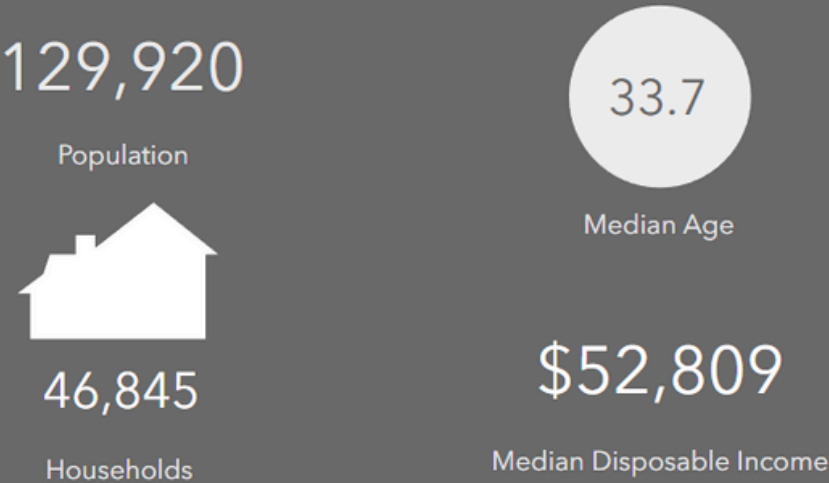 129,920
Population
46,845
Households
33.7
Median Age
$52,809
Median Disposable Income